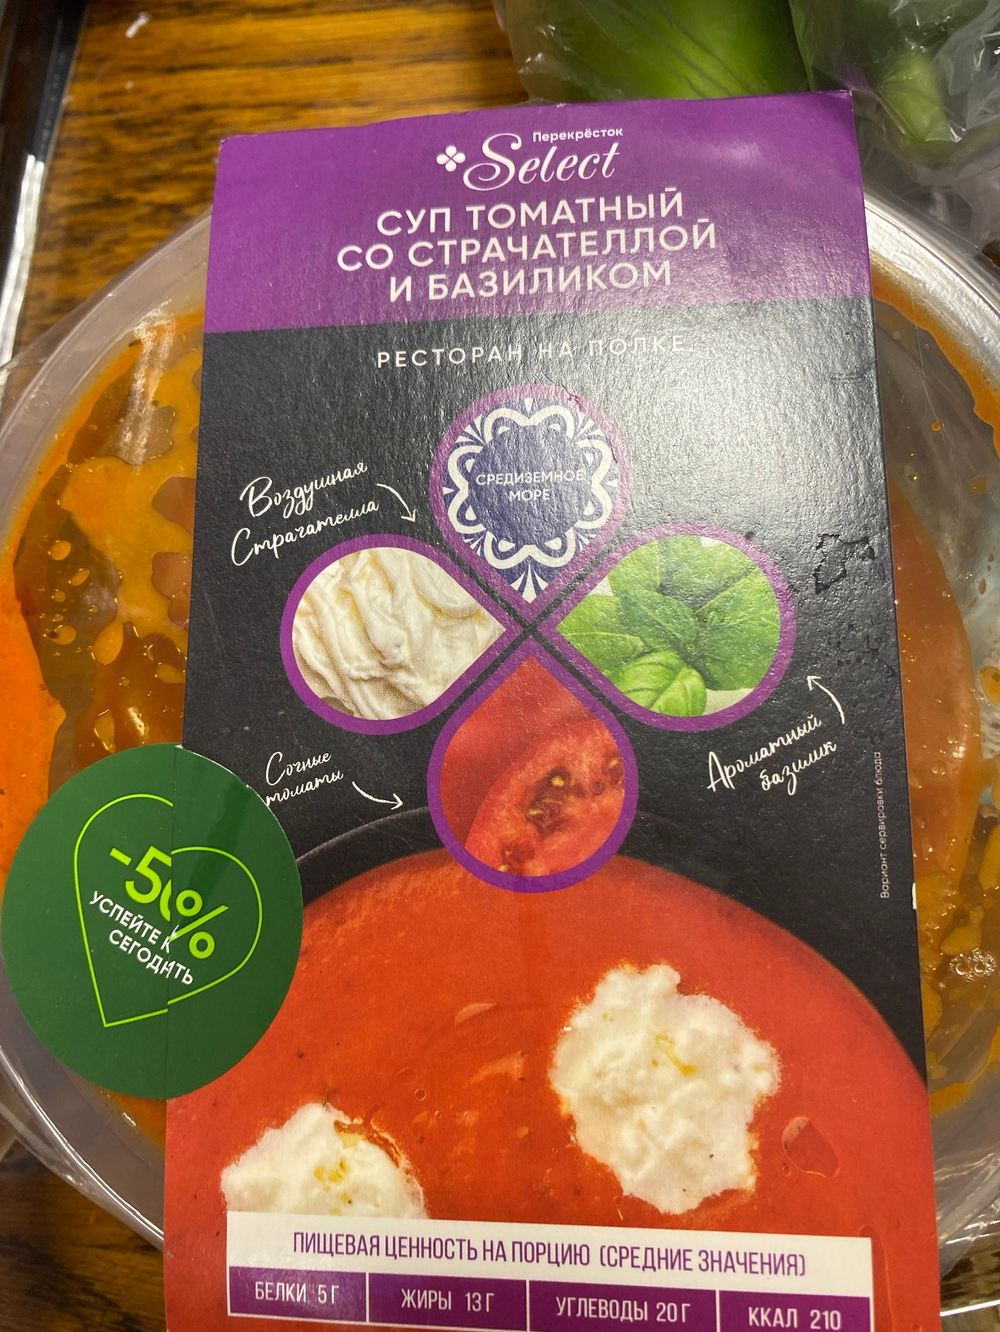 Перекрёсток
Select
СУП ТОМАТНЫЙ
СО СТРАЧАТЕЛЛОЙ
И БАЗИЛИКОМ
РЕСТОРАН НА ПОЛКЕ
СРЕДИЗЕМНОЕ
МОРЕ
Воздушная
Страчателла
Сочные
томаты
Ароматный
базилик
Вариант сервировки блюда
-50%
УСПЕЙТЕ К
СЕГОДН
ПИЩЕВАЯ ЦЕННОСТЬ НА ПОРЦИЮ (СРЕДНИЕ ЗНАЧЕНИЯ)
БЕЛКИ 5 Г
ЖИРЫ 13 Г
УГЛЕВОДЫ 20 Г
ККАЛ 210